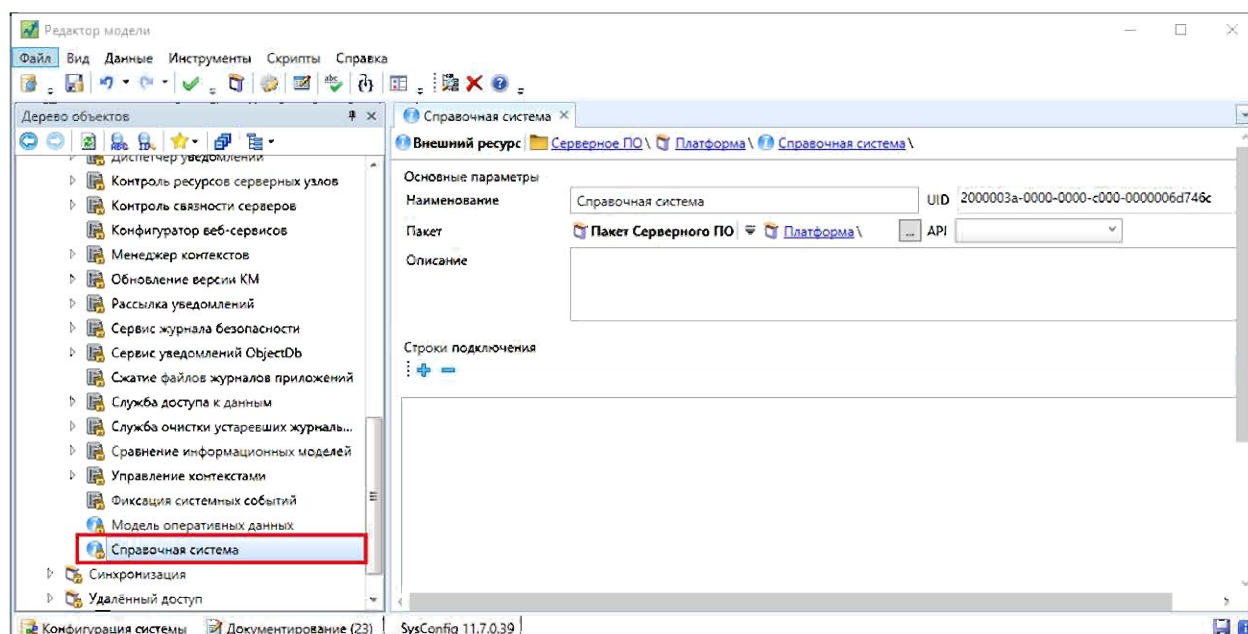 Редактор модели
Файл Вид Данные Инструменты Скрипты Справка
Дерево объектов
Диспетчер уведомлений
Контроль ресурсов серверных узлов
Контроль связности серверов
Конфигуратор веб-сервисов
Менеджер контекстов
Обновление версии КМ
Рассылка уведомлений
Сервис журнала безопасности
Сервис уведомлений ObjectDb
Сжатие файлов журналов приложений
Служба доступа к данным
Служба очистки устаревших журналь...
Сравнение информационных моделей
Управление контекстами
Фиксация системных событий
Модель оперативных данных
Справочная система
Синхронизация
Удалённый доступ
Конфигурация системы Документирование (23)
Справочная система
Внешний ресурс Серверное ПО \ Платформа \ Справочная система \
Основные параметры
Наименование Справочная система UID 2000003a-0000-0000-c000-0000006d746c
Пакет Пакет Серверного ПО Платформа \ ... API
Описание
Строки подключения
SysConfig 11.7.0.39